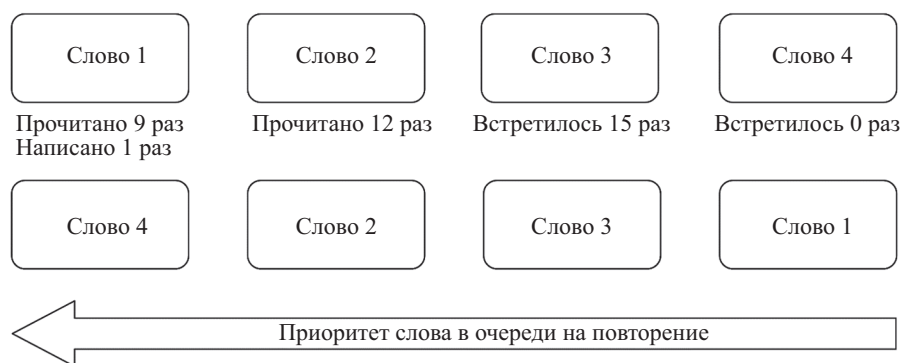 Слово 1
Слово 2
Слово 3
Слово 4
Прочитано 9 раз
Написано 1 раз
Прочитано 12 раз
Встретилось 15 раз
Встретилось 0 раз
Слово 4
Слово 2
Слово 3
Слово 1
Приоритет слова в очереди на повторение